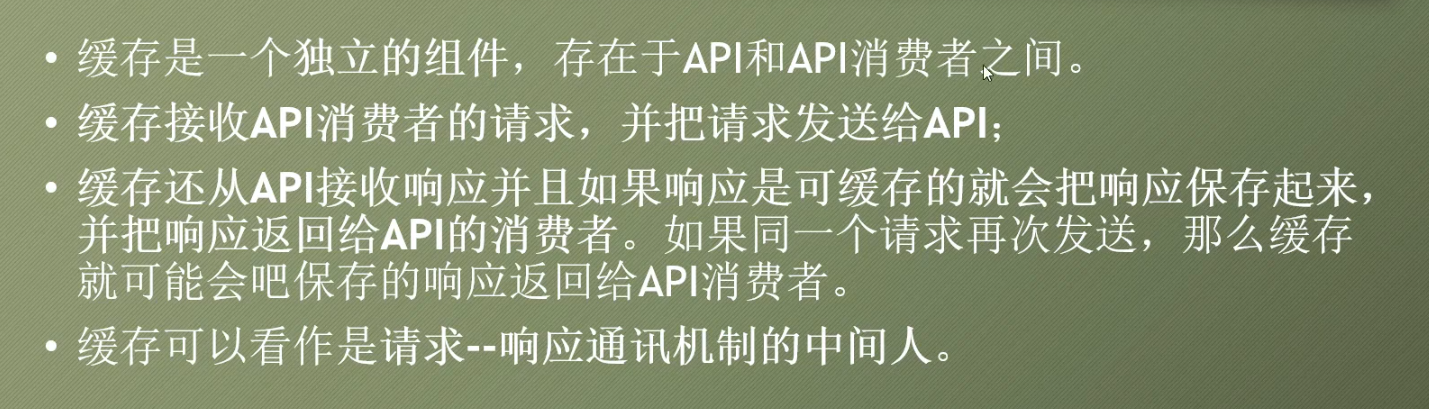 • 缓存是一个独立的组件，存在于API和API消费者之间。
• 缓存接收API消费者的请求，并把请求发送给API；
• 缓存还从API接收响应并且如果响应是可缓存的就会把响应保存起来，
并把响应返回给API的消费者。如果同一个请求再次发送，那么缓存
就可能会吧保存的响应返回给API消费者。
• 缓存可以看作是请求--响应通讯机制的中间人。